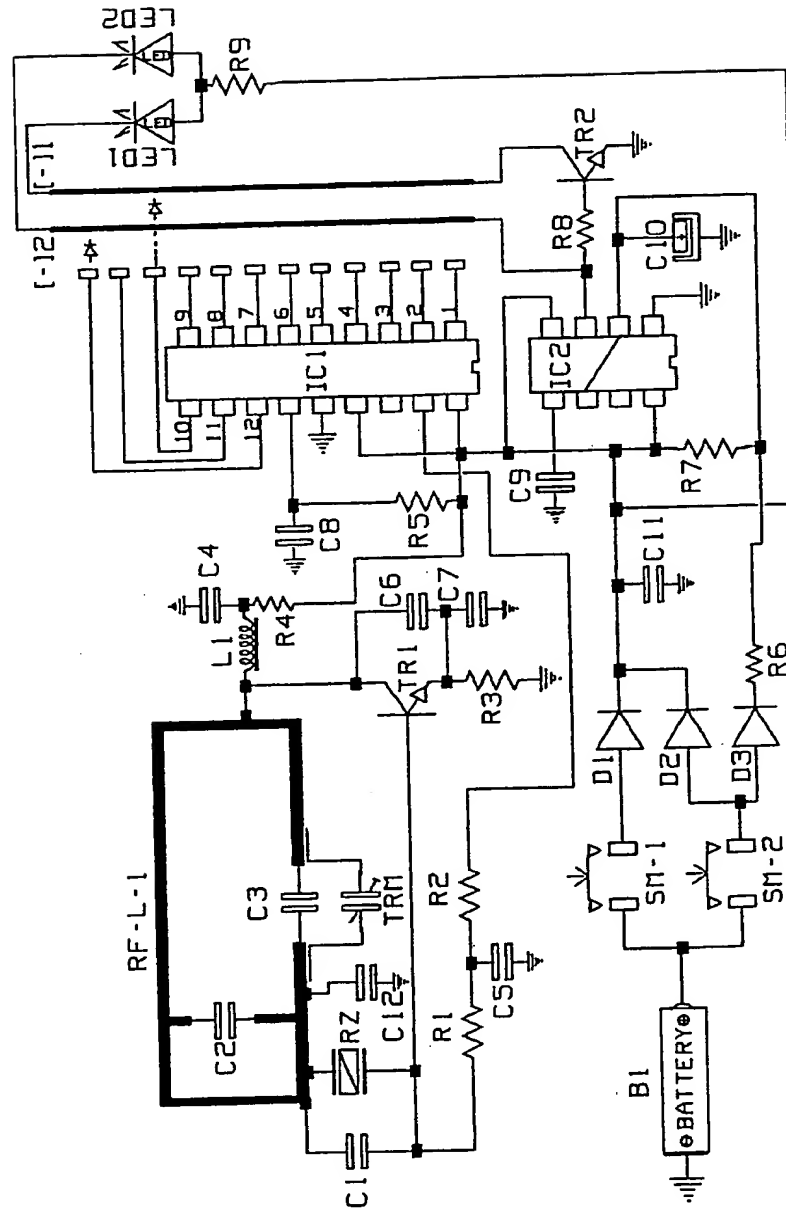 LED2
LED1
R9
[-11
[-12
TR2
R8
C10
9
8
7
6
5
4
3
2
1
IC1
10
11
12
IC2
C8
R5
C9
R7
C4
R4
L1
C6
C7
TR1
R3
C11
R6
RF-L-1
C3
TRM
C2
C12
RZ
C1
R2
R1
C5
D1
D2
D3
SM-1
SM-2
B1
⊕BATTERY⊕